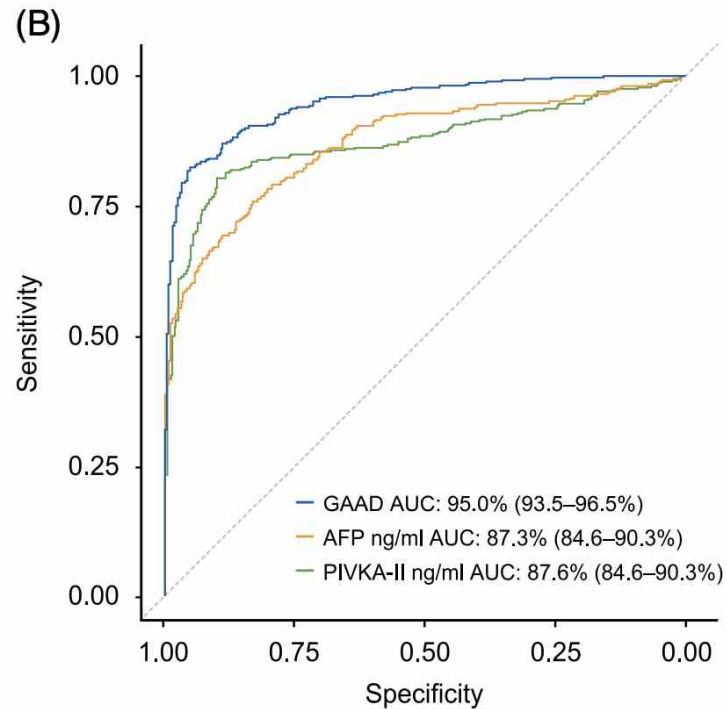 (B)
1.00
0.75
0.50
0.25
0.00
Sensitivity
GAAD AUC: 95.0% (93.5–96.5%)
AFP ng/ml AUC: 87.3% (84.6–90.3%)
PIVKA-II ng/ml AUC: 87.6% (84.6–90.3%)
1.00 0.75 0.50 0.25 0.00
Specificity